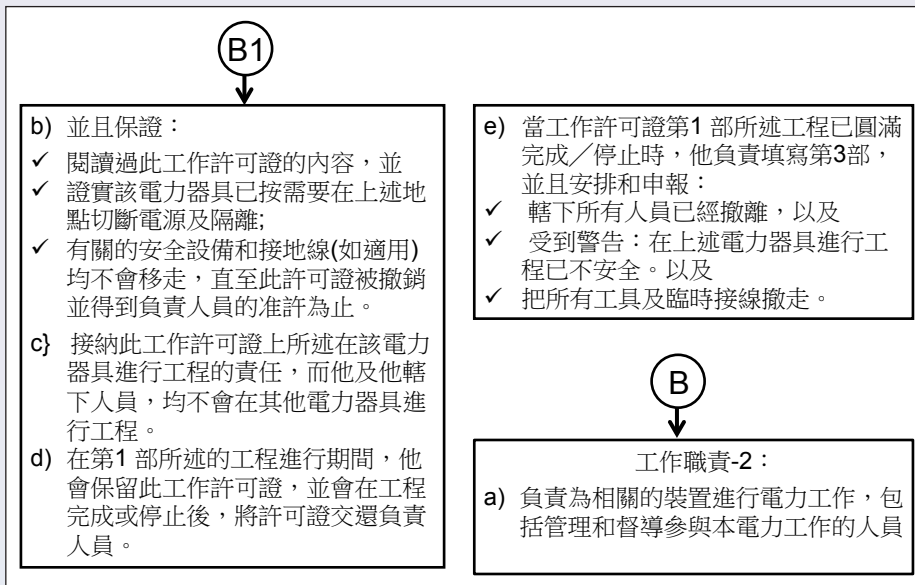 B1
b) 並且保證：
✓ 閱讀過此工作許可證的內容，並
✓ 證實該電力器具已按需要在上述地
點切斷電源及隔離;
✓ 有關的安全設備和接地線(如適用)
均不會移走，直至此許可證被撤銷
並得到負責人員的准許為止。
c} 接納此工作許可證上所述在該電力
器具進行工程的責任，而他及他轄
下人員，均不會在其他電力器具進
行工程。
d) 在第1 部所述的工程進行期間，他
會保留此工作許可證，並會在工程
完成或停止後，將許可證交還負責
人員。
e) 當工作許可證第1 部所述工程已圓滿
完成╱停止時，他負責填寫第3部，
並且安排和申報：
✓ 轄下所有人員已經撤離，以及
✓ 受到警告：在上述電力器具進行工
程已不安全。以及
✓ 把所有工具及臨時接線撤走。
B
工作職責-2：
a) 負責為相關的裝置進行電力工作，包
括管理和督導參與本電力工作的人員